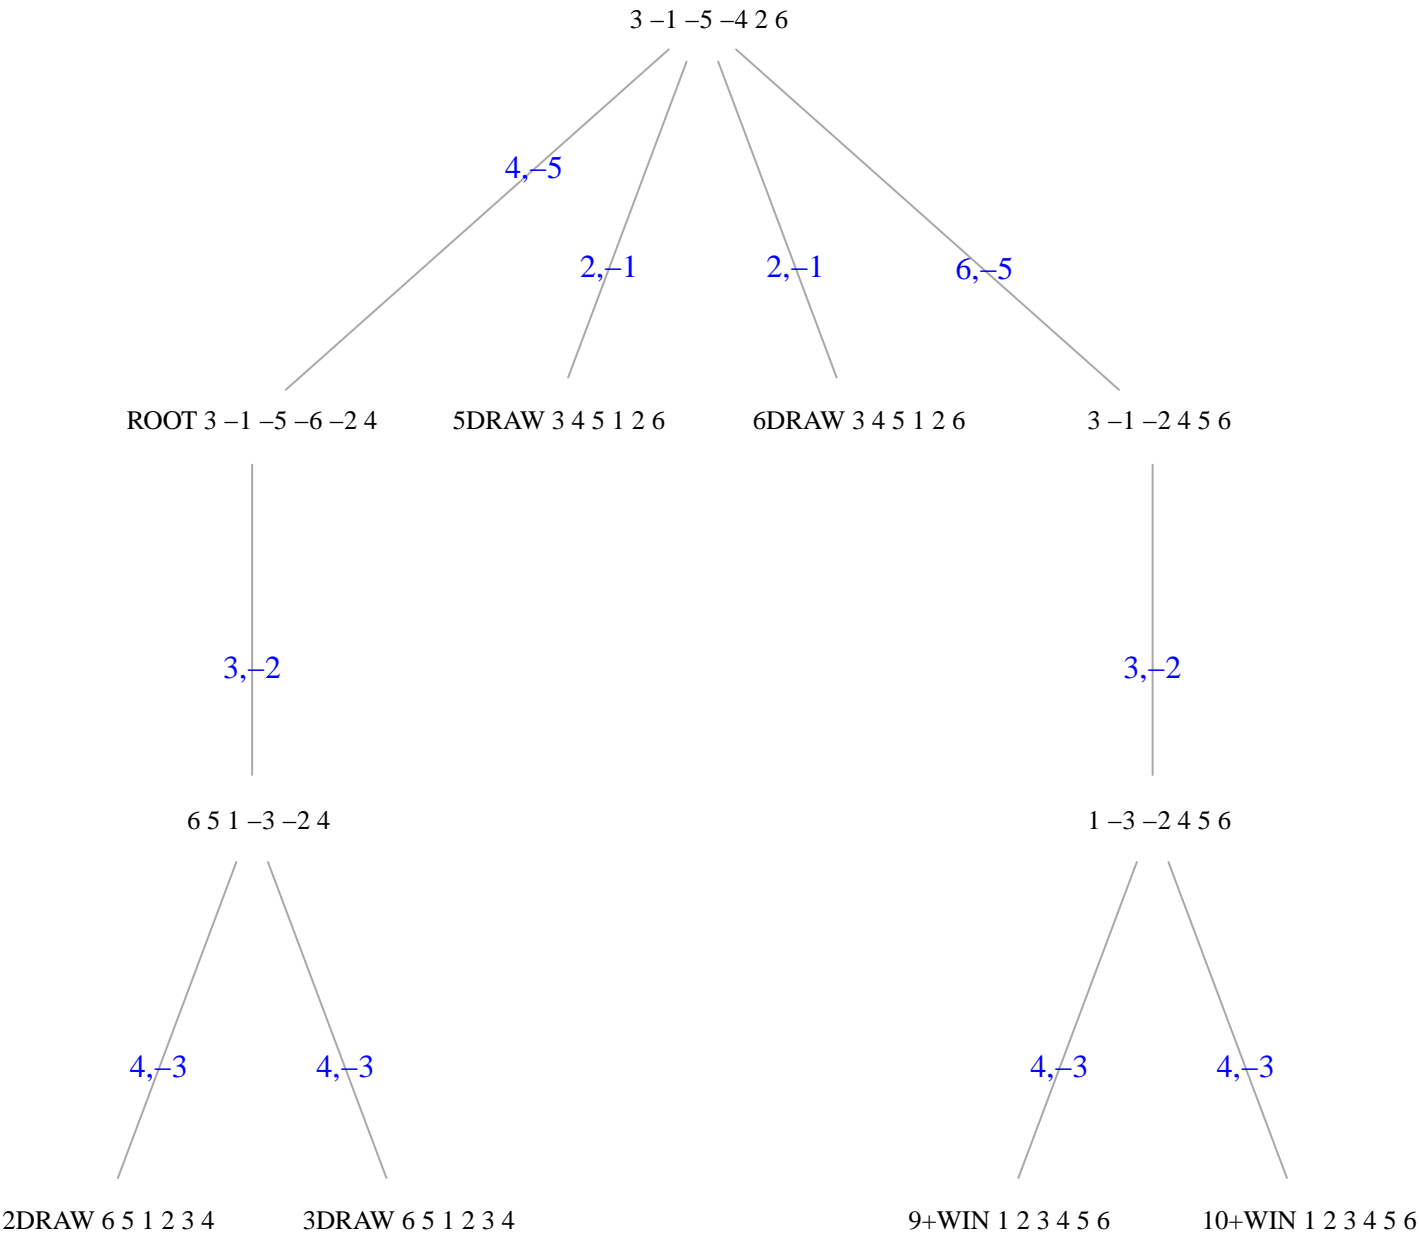 3 –1 –5 –4 2 6
4,–5
2,–1
2,–1
6,–5
ROOT 3 –1 –5 –6 –2 4
5DRAW 3 4 5 1 2 6
6DRAW 3 4 5 1 2 6
3 –1 –2 4 5 6
3,–2
3,–2
6 5 1 –3 –2 4
1 –3 –2 4 5 6
4,–3
4,–3
4,–3
4,–3
2DRAW 6 5 1 2 3 4
3DRAW 6 5 1 2 3 4
9+WIN 1 2 3 4 5 6
10+WIN 1 2 3 4 5 6